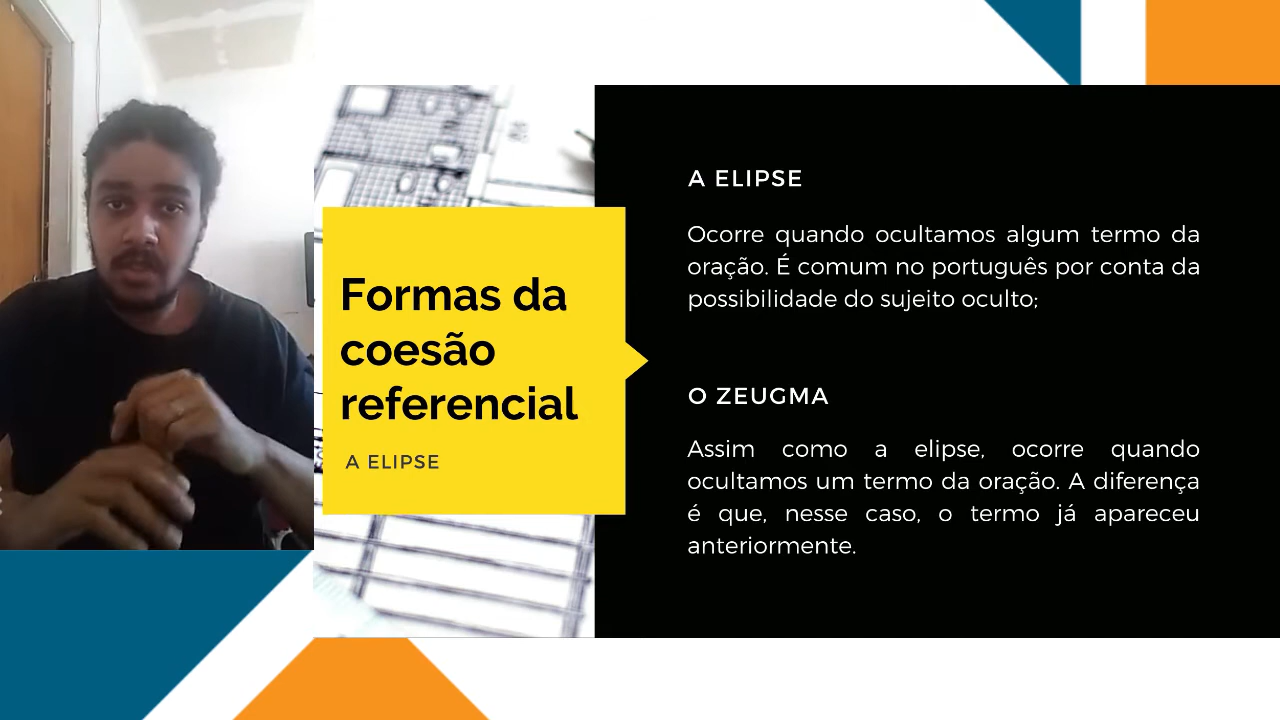 Formas da
coesão
referencial
A ELIPSE
A ELIPSE
Ocorre quando ocultamos algum termo da
oração. É comum no português por conta da
possibilidade do sujeito oculto;
O ZEUGMA
Assim como a elipse, ocorre quando
ocultamos um termo da oração. A diferença
é que, nesse caso, o termo já apareceu
anteriormente.